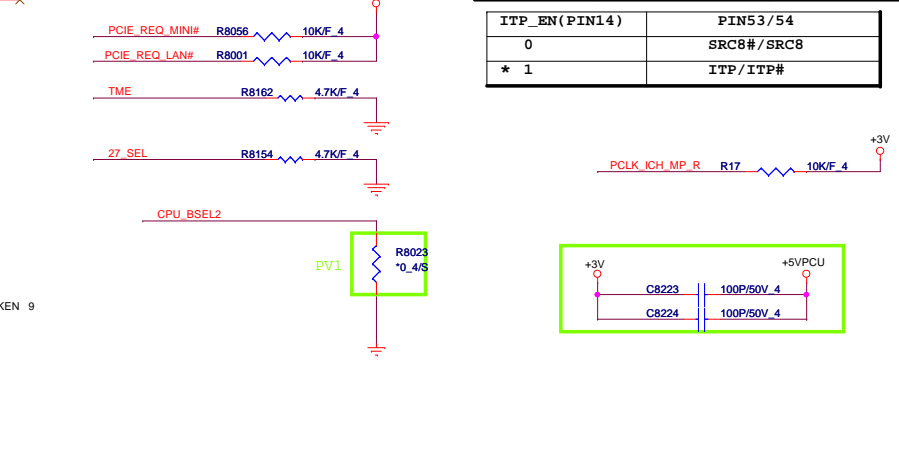 PCIE_REQ_MINI# R8056 10K/F_4
PCIE_REQ_LAN# R8001 10K/F_4
TME R8162 4.7K/F_4
27_SEL R8154 4.7K/F_4
CPU_BSEL2
PV1
R8023
*0_4/S
KEN 9
ITP_EN(PIN14) PIN53/54
0 SRC8#/SRC8
* 1 ITP/ITP#
+3V
PCLK_ICH_MP_R R17 10K/F_4
+3V +5VPCU
C8223 100P/50V_4
C8224 100P/50V_4